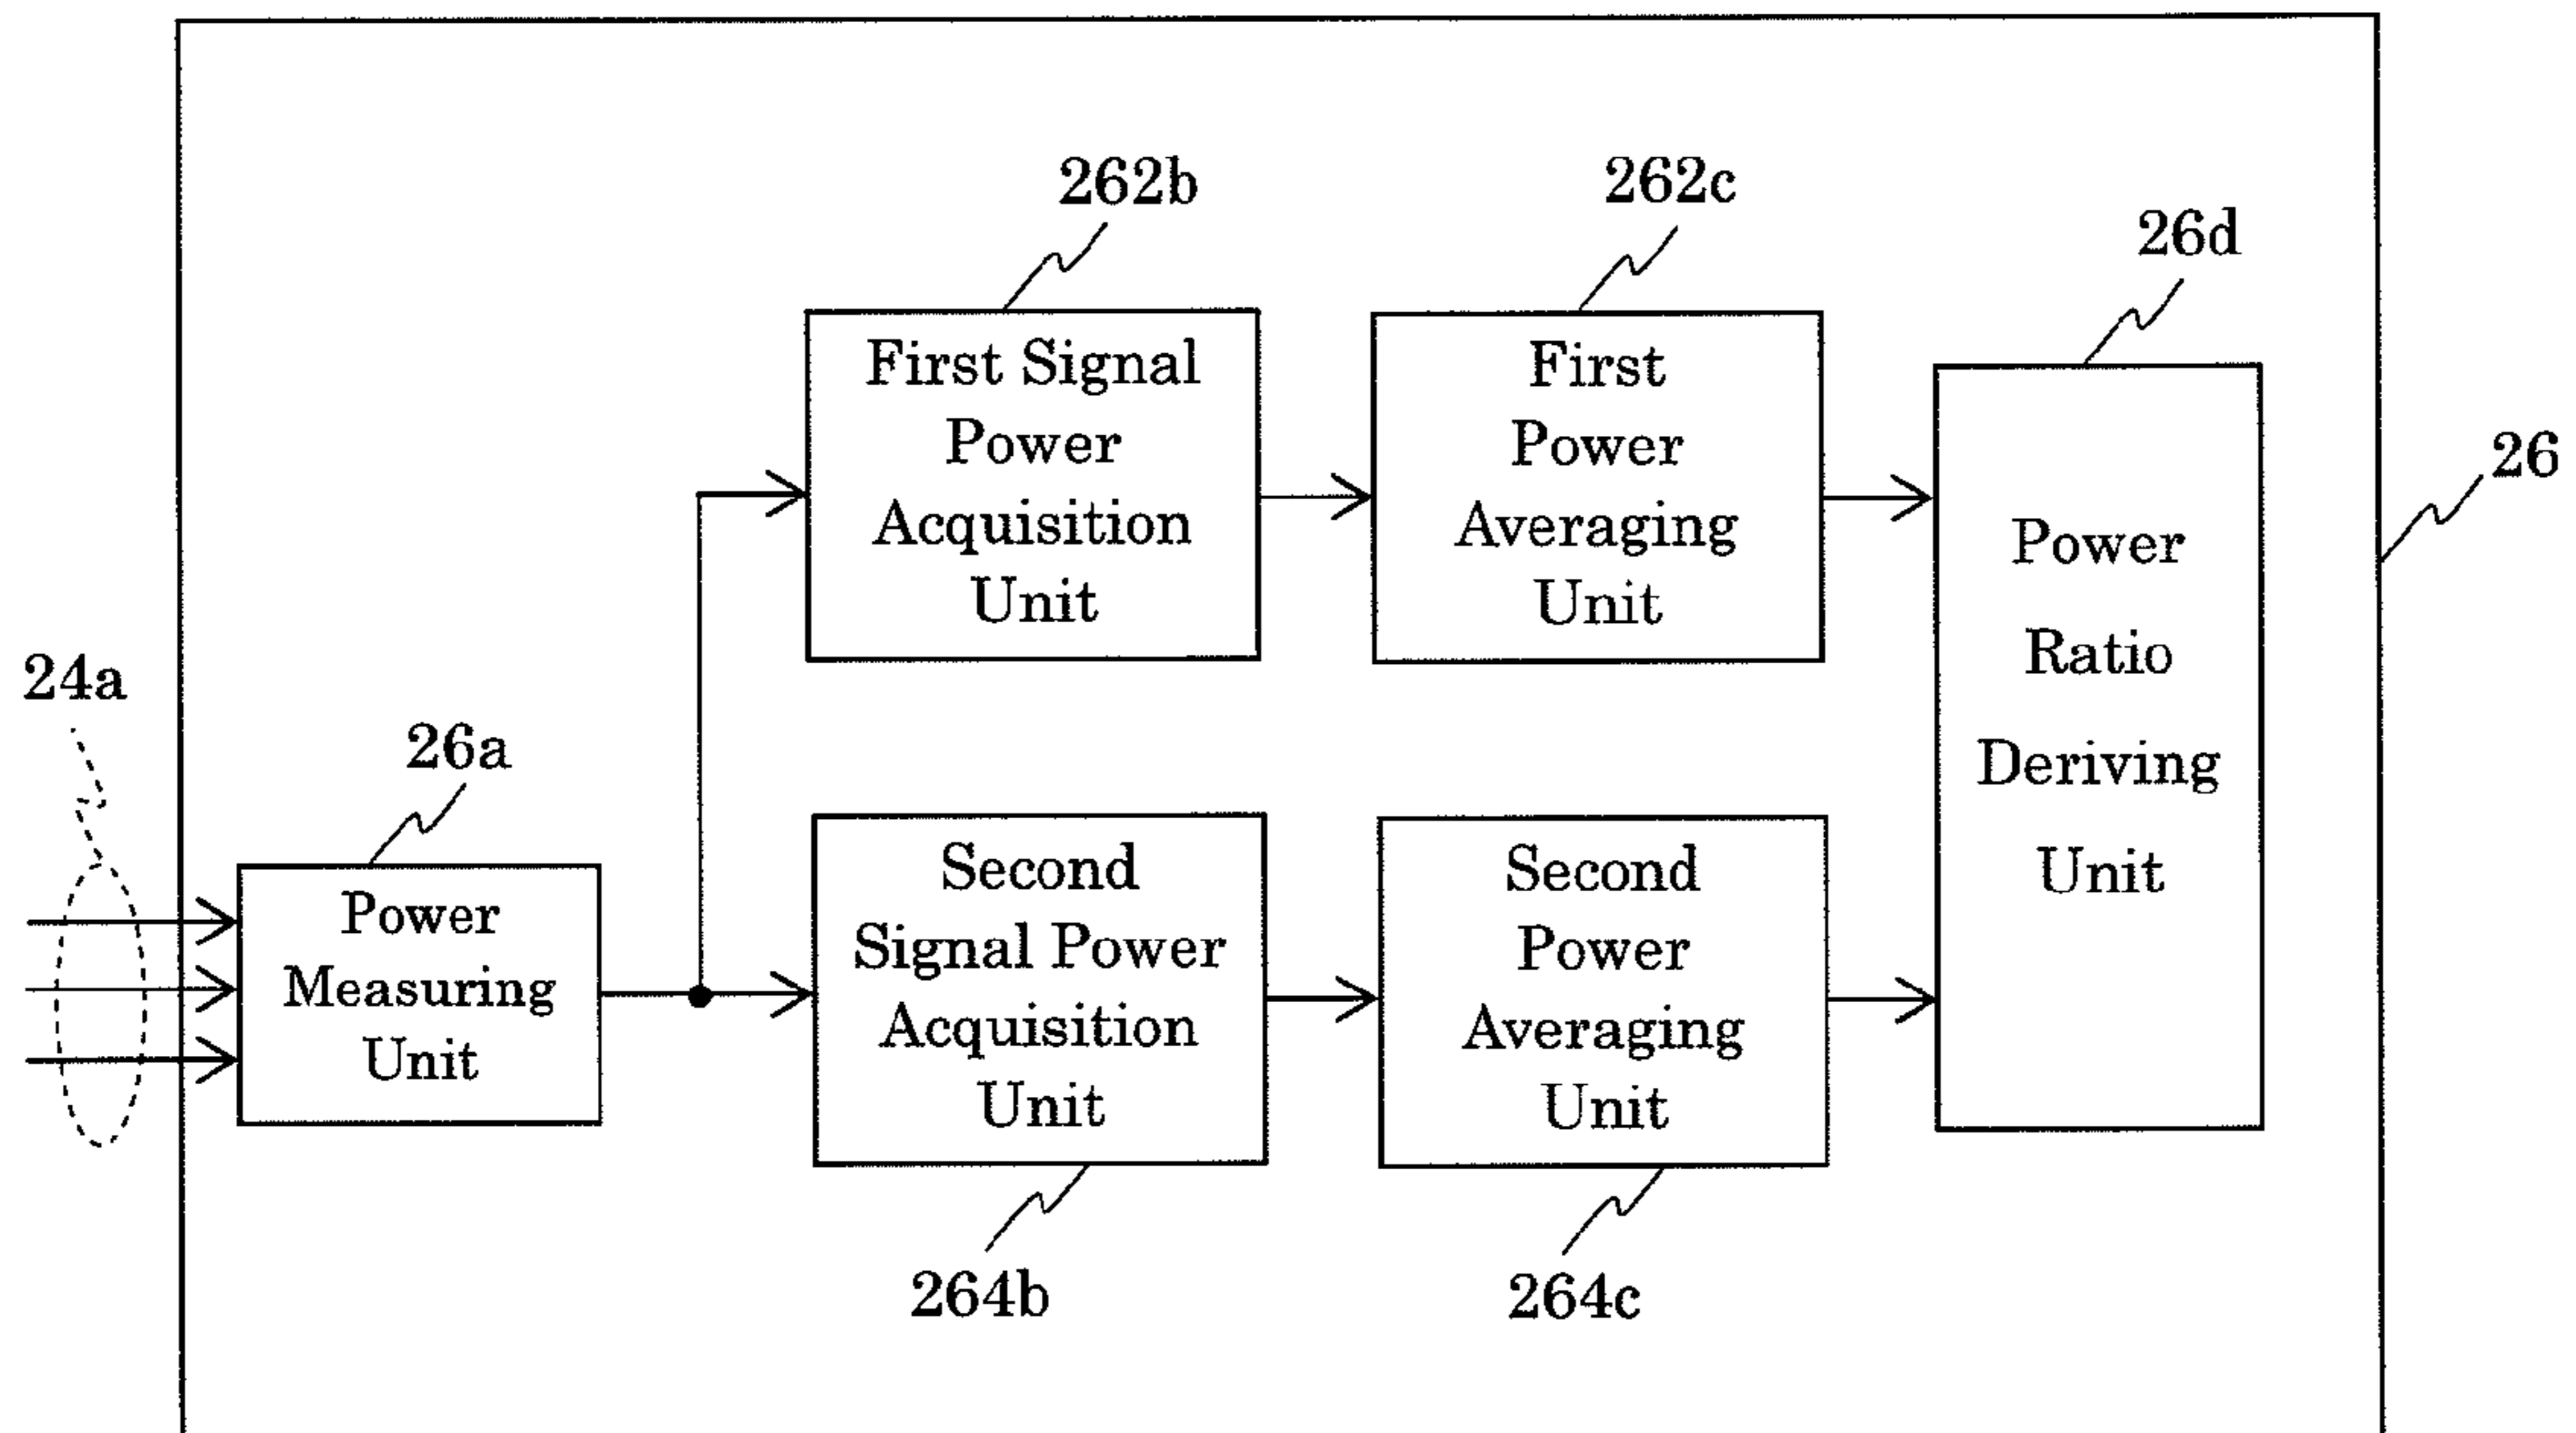 262b
262c
26d
First Signal
Power
Acquisition
Unit
First
Power
Averaging
Unit
Power
Ratio
Deriving
Unit
26
24a
26a
Power
Measuring
Unit
Second
Signal Power
Acquisition
Unit
Second
Power
Averaging
Unit
264b
264c